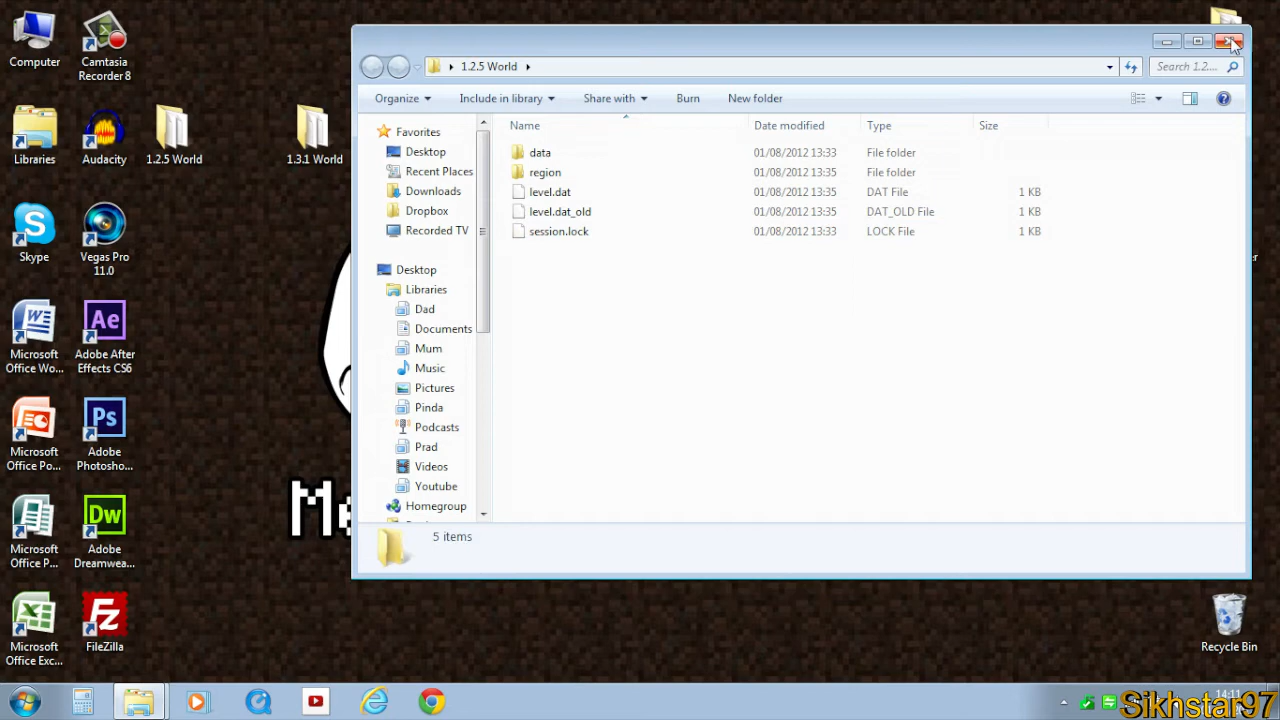 Computer
Camtasia
Recorder 8
Libraries
Audacity
1.2.5 World
1.3.1 World
Skype
Vegas Pro
11.0
Microsoft
Office Wo...
Adobe After
Effects CS6
Microsoft
Office Po...
Adobe
Photosho...
Microsoft
Office P...
Adobe
Dreamwea...
Microsoft
Office Exc...
FileZilla
1.2.5 World
Search 1.2....
Organize
Include in library
Share with
Burn
New folder
Favorites
Desktop
Recent Places
Downloads
Dropbox
Recorded TV
Desktop
Libraries
Dad
Documents
Mum
Music
Pictures
Pinda
Podcasts
Prad
Videos
Youtube
Homegroup
Name Date modified Type Size
data 01/08/2012 13:33 File folder
region 01/08/2012 13:35 File folder
level.dat 01/08/2012 13:35 DAT File 1 KB
level.dat_old 01/08/2012 13:35 DAT_OLD File 1 KB
session.lock 01/08/2012 13:33 LOCK File 1 KB
5 items
Ae
Ps
Dw
Fz
Recycle Bin
14:11
Sikhstar97